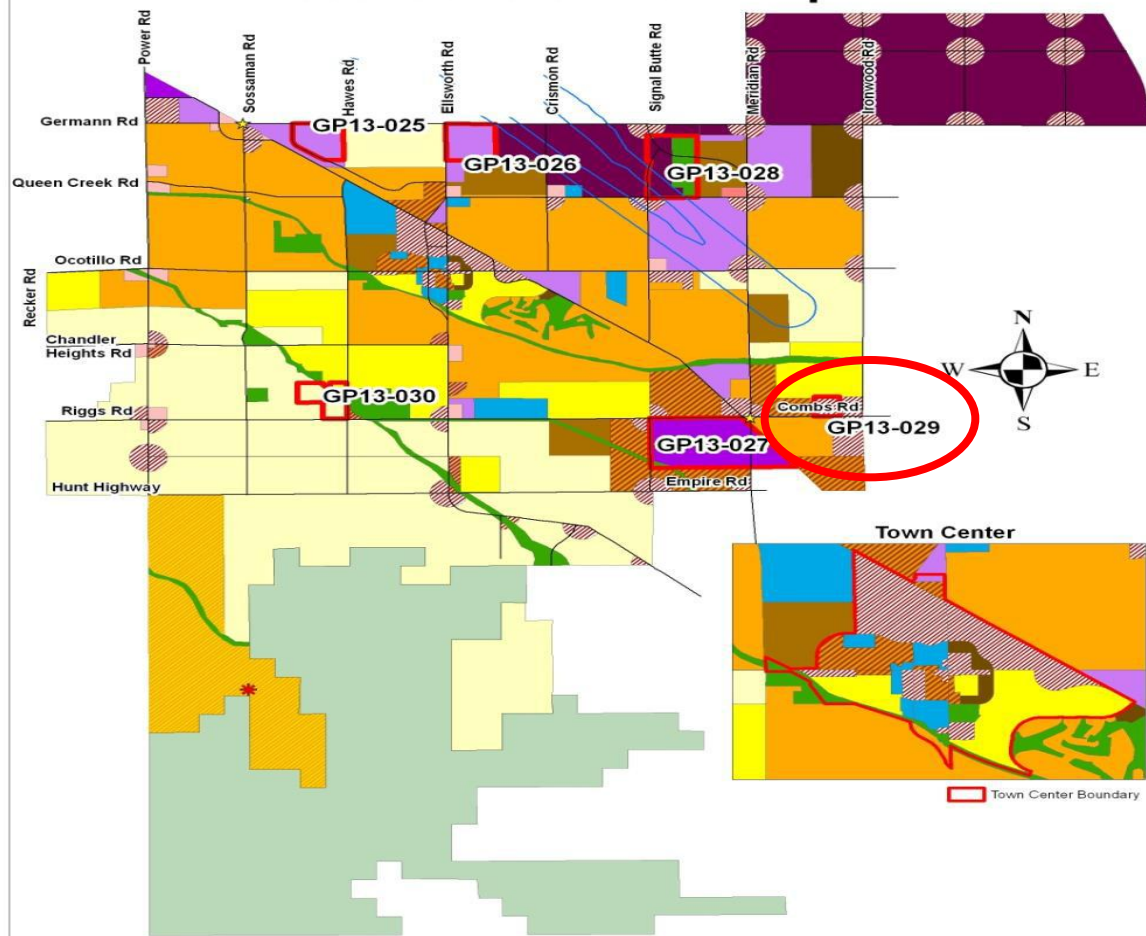 Power Rd
Sossaman Rd
Hawes Rd
Ellsworth Rd
Crismon Rd
Signal Butte Rd
Meridian Rd
Ironwood Rd
Germann Rd
GP13-025
GP13-026
GP13-028
Queen Creek Rd
Ocotillo Rd
Recker Rd
Chandler
Heights Rd
N
W
E
S
GP13-030
Combs Rd
Riggs Rd
GP13-029
GP13-027
Hunt Highway
Empire Rd
Town Center
Town Center Boundary